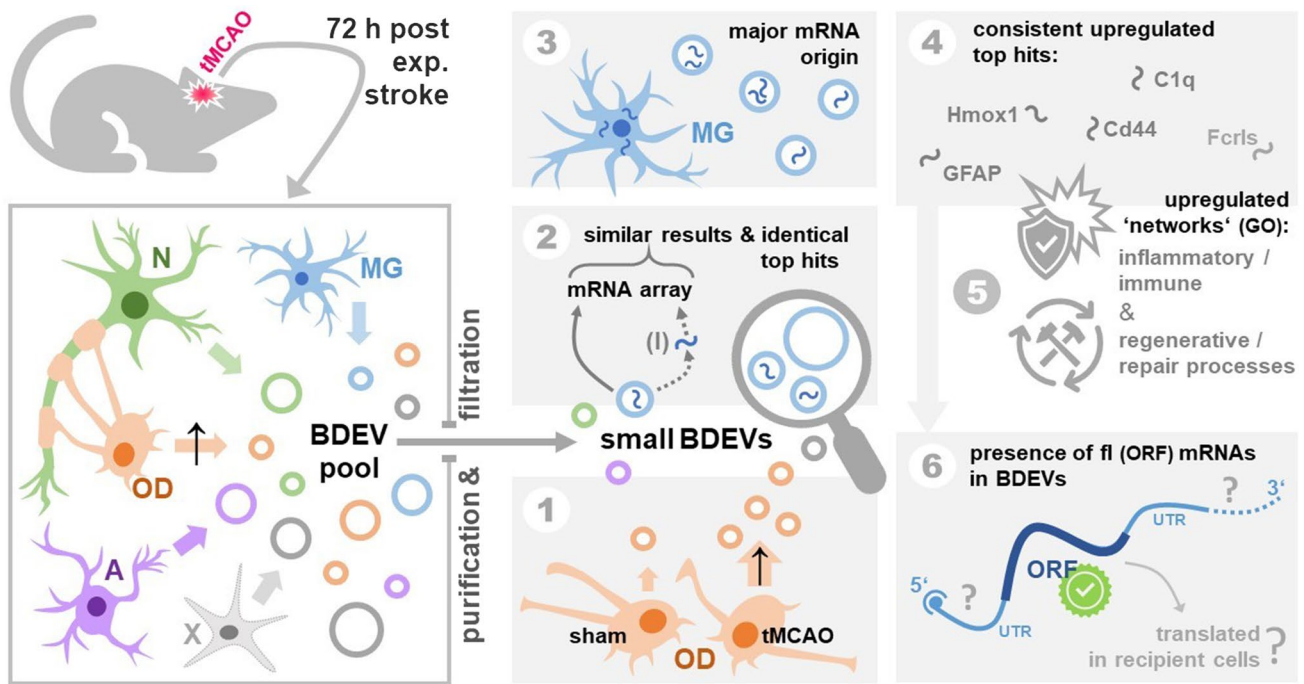 tMCAO
72 h post
exp.
stroke
N
MG
OD
A
X
BDEV
pool
purification &
filtration
3
major mRNA
origin
MG
2
similar results & identical
top hits
mRNA array
(I)
small BDEVs
1
sham
OD
tMCAO
4
consistent upregulated
top hits:
C1q
Hmox1
Cd44
Fcrls
GFAP
upregulated
‘networks‘ (GO):
5
inflammatory /
immune
&
regenerative /
repair processes
6
presence of fl (ORF) mRNAs
in BDEVs
?
3‘
UTR
ORF
5‘
?
UTR
translated
in recipient cells
?